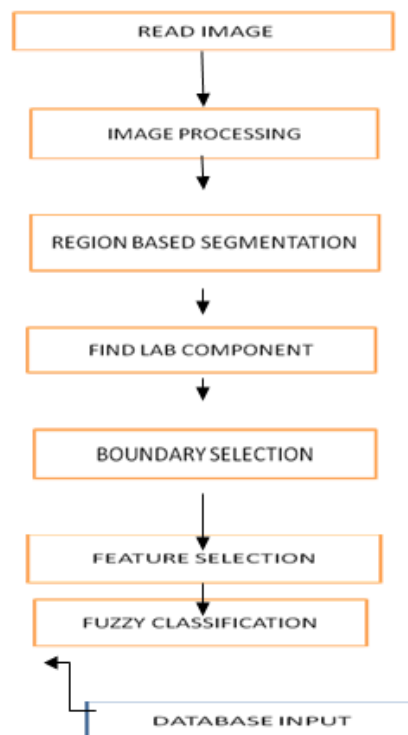 READ IMAGE
IMAGE PROCESSING
REGION BASED SEGMENTATION
FIND LAB COMPONENT
BOUNDARY SELECTION
FEATURE SELECTION
FUZZY CLASSIFICATION
DATABASE INPUT